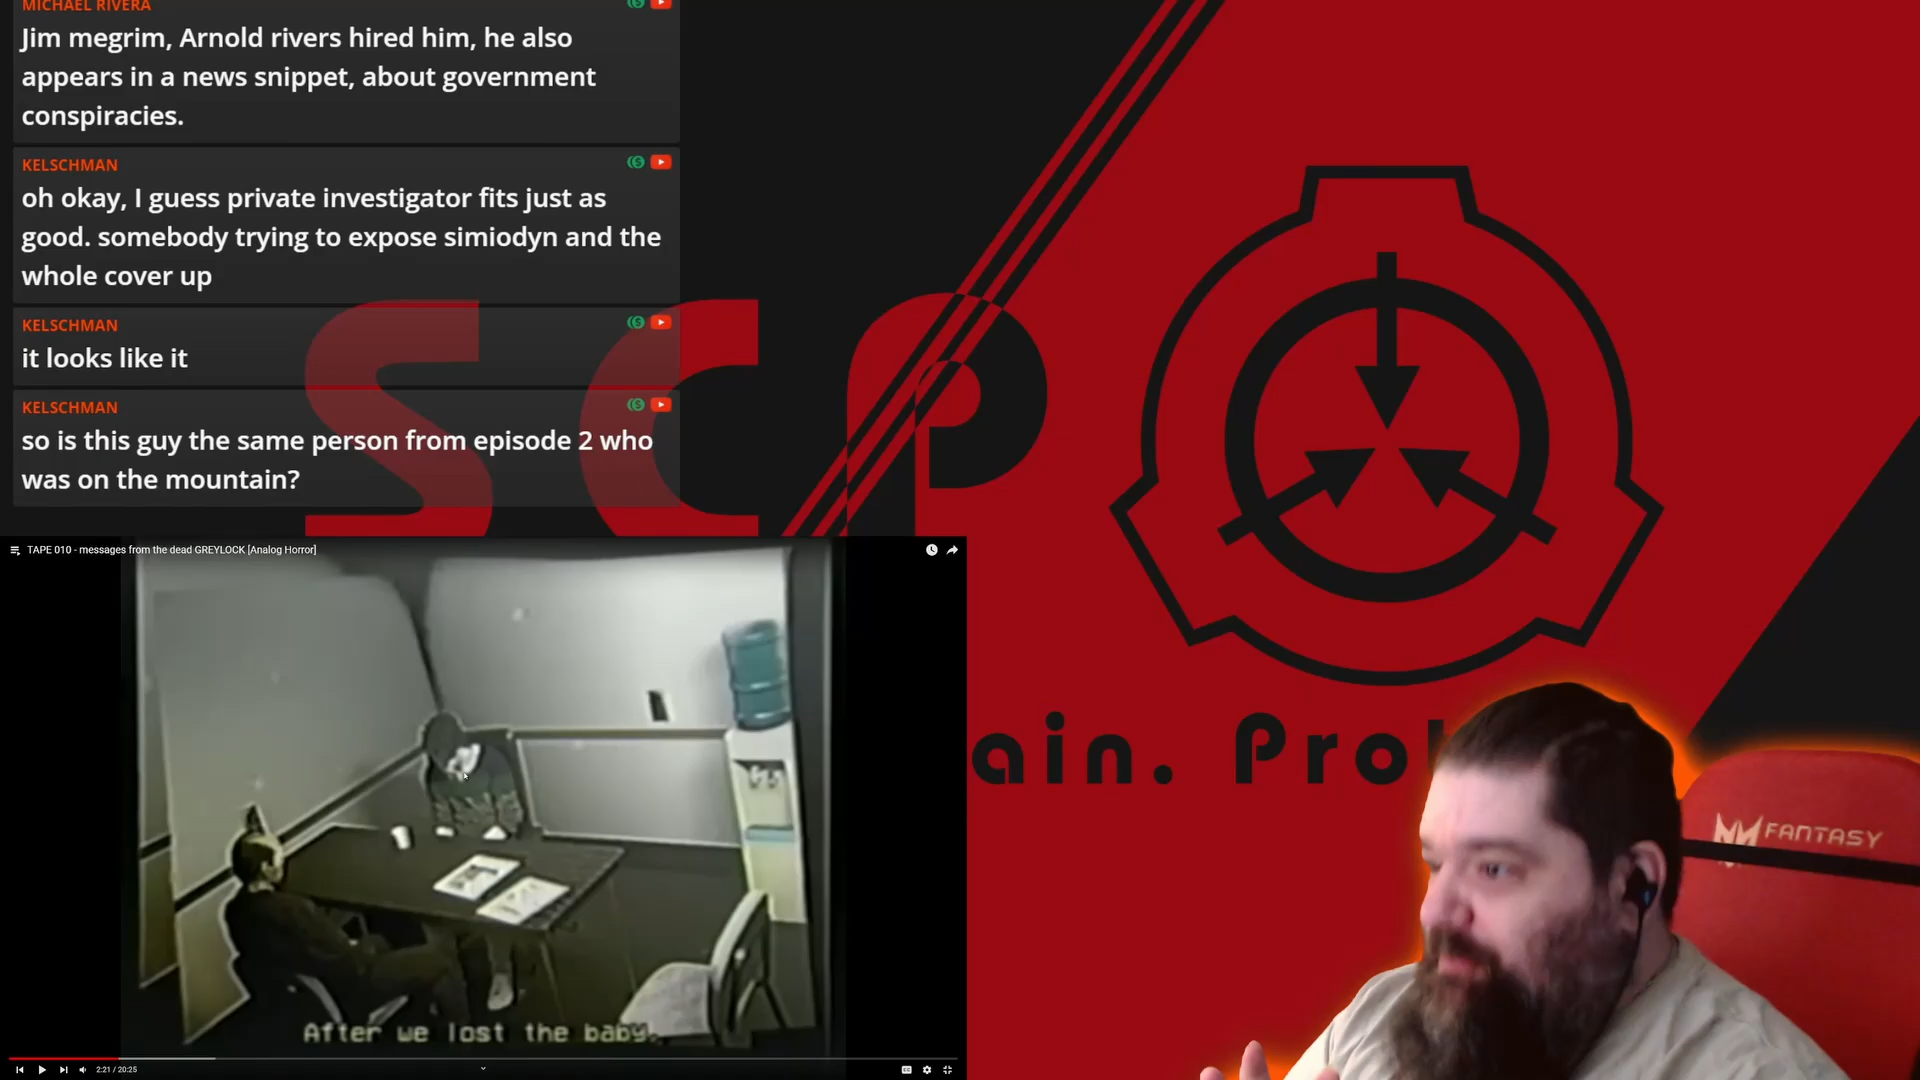 MICHAEL RIVERA
Jim megrim, Arnold rivers hired him, he also
appears in a news snippet, about government
conspiracies.
KELSCHMAN
oh okay, I guess private investigator fits just as
good. somebody trying to expose simiodyn and the
whole cover up
KELSCHMAN
it looks like it
KELSCHMAN
so is this guy the same person from episode 2 who
was on the mountain?
SCP
TAPE 010 - messages from the dead GREYLOCK [Analog Horror]
ain. Pro
FANTASY
After we lost the baby.
2:21 / 20:25